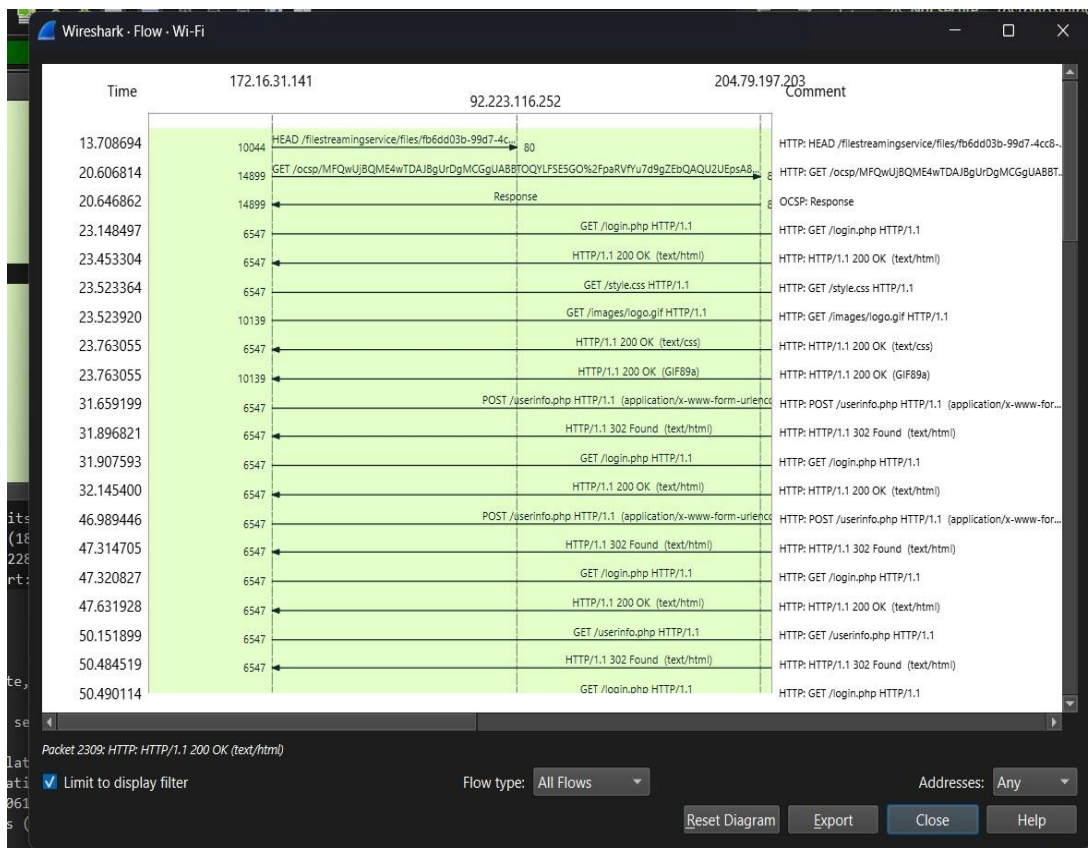 Wireshark · Flow · Wi-Fi
Time 172.16.31.141 92.223.116.252 204.79.197.203 Comment
13.708694 10044 HEAD /filestreamingservice/files/fb6dd03b-99d7-4c... 80 HTTP: HEAD /filestreamingservice/files/fb6dd03b-99d7-4cc8-...
20.606814 14899 GET /ocsp/MFQwUjBQME4wTDAJBgUrDgMCGgUABBTOQYLFSE5GO%2FpaRVfYu7d9gZEbQAQU2UEpsA8... 8 HTTP: GET /ocsp/MFQwUjBQME4wTDAJBgUrDgMCGgUABBT...
20.646862 14899 Response 8 OCSP: Response
23.148497 6547 GET /login.php HTTP/1.1 HTTP: GET /login.php HTTP/1.1
23.453304 6547 HTTP/1.1 200 OK (text/html) HTTP: HTTP/1.1 200 OK (text/html)
23.523364 6547 GET /style.css HTTP/1.1 HTTP: GET /style.css HTTP/1.1
23.523920 10139 GET /images/logo.gif HTTP/1.1 HTTP: GET /images/logo.gif HTTP/1.1
23.763055 6547 HTTP/1.1 200 OK (text/css) HTTP: HTTP/1.1 200 OK (text/css)
23.763055 10139 HTTP/1.1 200 OK (GIF89a) HTTP: HTTP/1.1 200 OK (GIF89a)
31.659199 6547 POST /userinfo.php HTTP/1.1 (application/x-www-form-urlenco HTTP: POST /userinfo.php HTTP/1.1 (application/x-www-for...
31.896821 6547 HTTP/1.1 302 Found (text/html) HTTP: HTTP/1.1 302 Found (text/html)
31.907593 6547 GET /login.php HTTP/1.1 HTTP: GET /login.php HTTP/1.1
32.145400 6547 HTTP/1.1 200 OK (text/html) HTTP: HTTP/1.1 200 OK (text/html)
46.989446 6547 POST /userinfo.php HTTP/1.1 (application/x-www-form-urlenco HTTP: POST /userinfo.php HTTP/1.1 (application/x-www-for...
47.314705 6547 HTTP/1.1 302 Found (text/html) HTTP: HTTP/1.1 302 Found (text/html)
47.320827 6547 GET /login.php HTTP/1.1 HTTP: GET /login.php HTTP/1.1
47.631928 6547 HTTP/1.1 200 OK (text/html) HTTP: HTTP/1.1 200 OK (text/html)
50.151899 6547 GET /userinfo.php HTTP/1.1 HTTP: GET /userinfo.php HTTP/1.1
50.484519 6547 HTTP/1.1 302 Found (text/html) HTTP: HTTP/1.1 302 Found (text/html)
50.490114 GET /login.php HTTP/1.1 HTTP: GET /login.php HTTP/1.1
Packet 2309: HTTP: HTTP/1.1 200 OK (text/html)
Limit to display filter Flow type: All Flows Addresses: Any
Reset Diagram Export Close Help